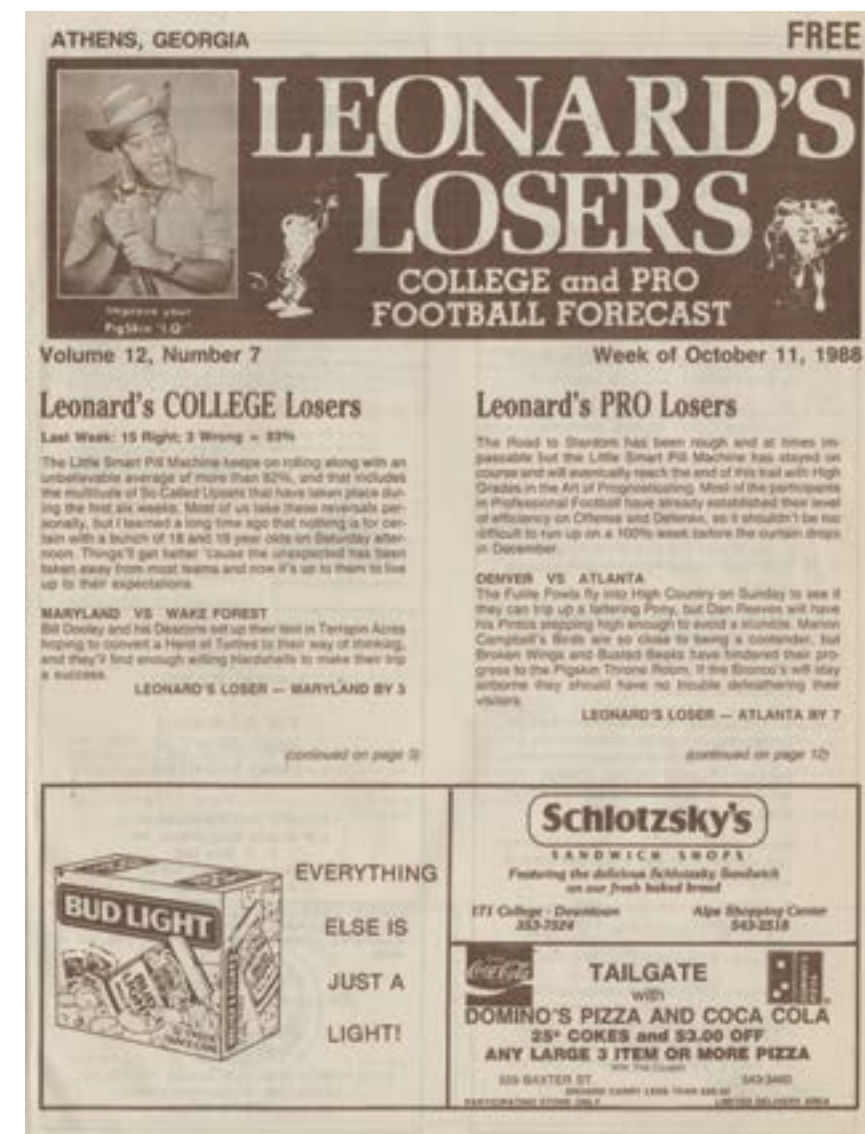 ATHENS, GEORGIA
FREE
LEONARD'S
LOSERS
COLLEGE and PRO
FOOTBALL FORECAST
Improve your
PigSkin "I.Q."
Volume 12, Number 7
Week of October 11, 1988
Leonard's COLLEGE Losers
Last Week: 15 Right; 3 Wrong = 83%
The Little Smart Pill Machine keeps on rolling along with an
unbelievable average of more than 82%, and that includes
the multitude of So Called Upsets that have taken place dur-
ing the first six weeks. Most of us take these reversals per-
sonally, but I learned a long time ago that nothing is for cer-
tain with a bunch of 18 and 19 year olds on Saturday after-
noon. Things'll get better 'cause the unexpected has been
taken away from most teams and now it's up to them to live
up to their expectations.
MARYLAND VS WAKE FOREST
Bill Dooley and his Deacons set up their tent in Terrapin Acres
hoping to convert a Herd of Turtles to their way of thinking,
and they'll find enough willing Hardshells to make their trip
a success.
LEONARD'S LOSER — MARYLAND BY 3
(continued on page 3)
Leonard's PRO Losers
The Road to Stardom has been rough and at times im-
passable but the Little Smart Pill Machine has stayed on
course and will eventually reach the end of this trail with High
Grades in the Art of Prognosticating. Most of the participants
in Professional Football have already established their level
of efficiency on Offense and Defense, so it shouldn't be too
difficult to run up on a 100% week before the curtain drops
in December.
DENVER VS ATLANTA
The Futile Fowls fly into High Country on Sunday to see if
they can trip up a faltering Pony, but Dan Reeves will have
his Pintos stepping high enough to avoid a stumble. Marion
Campbell's Birds are so close to being a contender, but
Broken Wings and Busted Beaks have hindered their pro-
gress to the Pigskin Throne Room. If the Bronco's will stay
airborne they should have no trouble defeathering their
visitors.
LEONARD'S LOSER — ATLANTA BY 7
(continued on page 12)
BUD LIGHT
EVERYTHING
ELSE IS
JUST A
LIGHT!
Schlotzsky's
SANDWICH SHOPS
Featuring the delicious Schlotzsky Sandwich
on our fresh baked bread
171 College - Downtown
353-7524
Alps Shopping Center
543-2518
Coca-Cola
TAILGATE
with
DOMINO'S PIZZA AND COCA COLA
25¢ COKES and $3.00 OFF
ANY LARGE 3 ITEM OR MORE PIZZA
With This Coupon
BAXTER ST
DRIVERS CARRY LESS THAN $20.00
PARTICIPATING STORE ONLY
LIMITED DELIVERY AREA